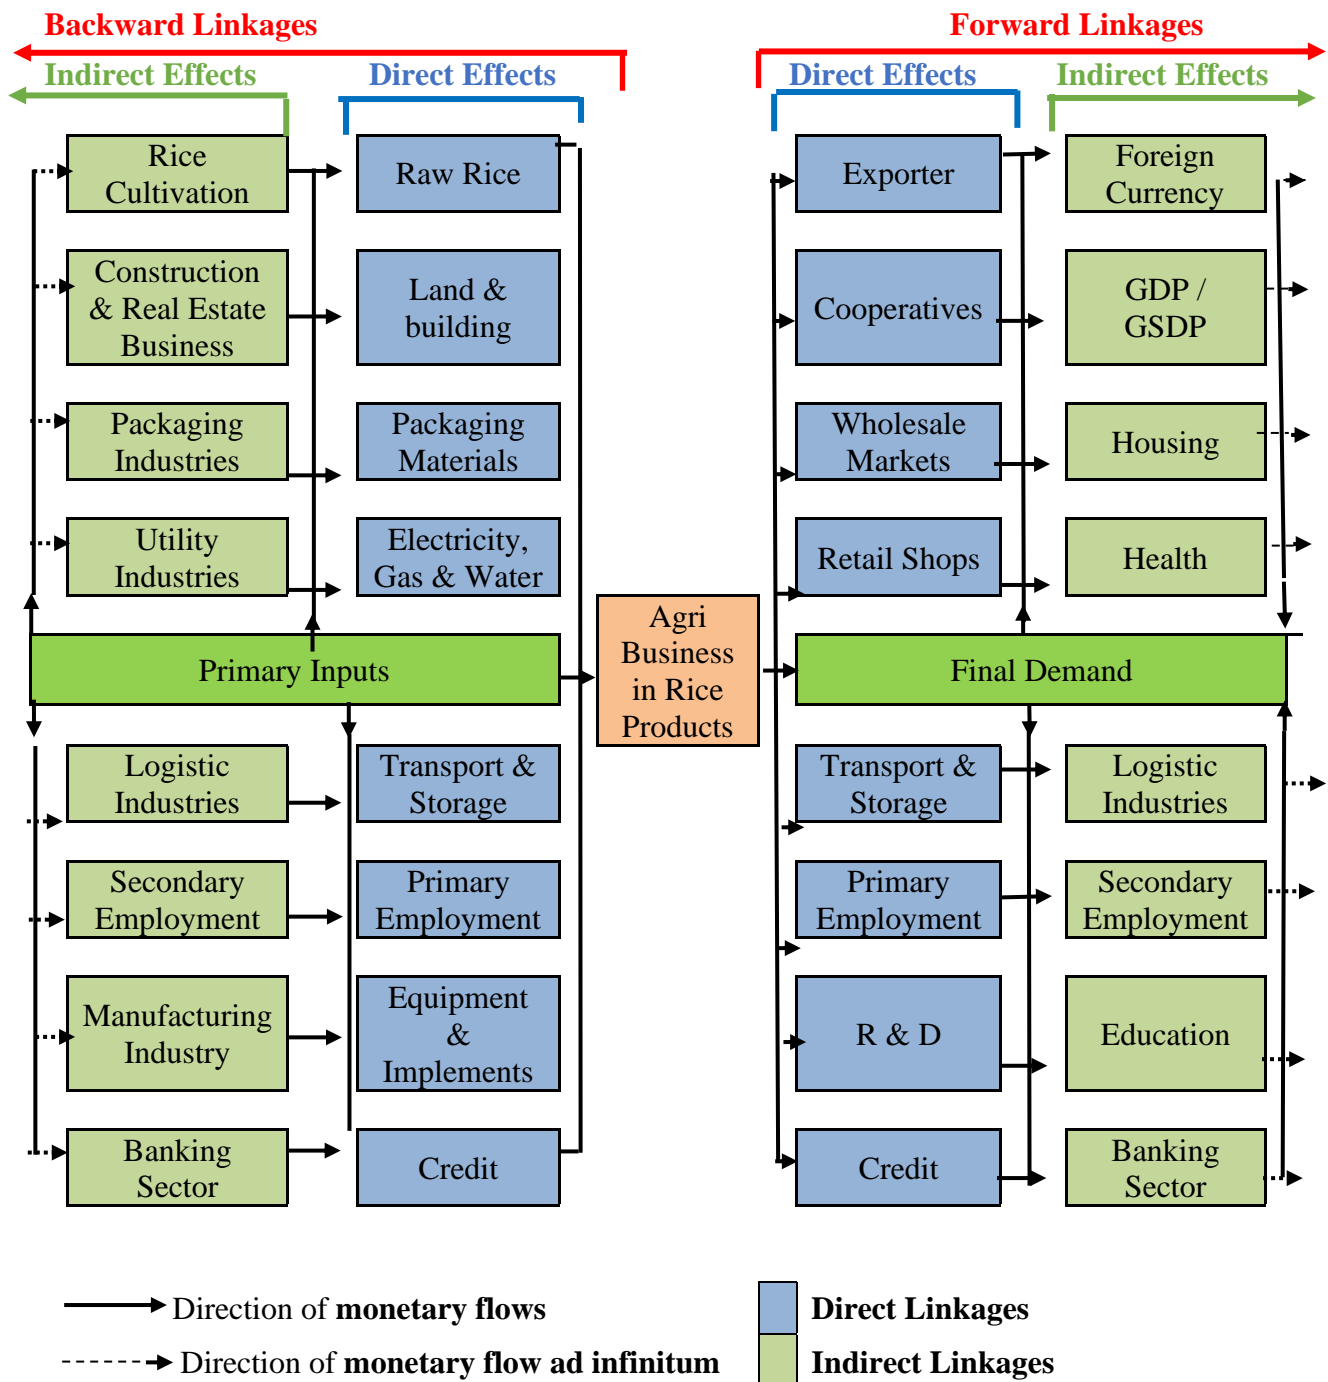 Backward Linkages
Forward Linkages
Indirect Effects
Direct Effects
Direct Effects
Indirect Effects
Rice
Cultivation
Raw Rice
Exporter
Foreign
Currency
Construction
& Real Estate
Business
Land &
building
Cooperatives
GDP /
GSDP
Packaging
Industries
Packaging
Materials
Wholesale
Markets
Housing
Utility
Industries
Electricity,
Gas & Water
Retail Shops
Health
Primary Inputs
Agri
Business
in Rice
Products
Final Demand
Logistic
Industries
Transport &
Storage
Transport &
Storage
Logistic
Industries
Secondary
Employment
Primary
Employment
Primary
Employment
Secondary
Employment
Manufacturing
Industry
Equipment
&
Implements
R & D
Education
Banking
Sector
Credit
Credit
Banking
Sector
Direction of monetary flows
Direct Linkages
Direction of monetary flow ad infinitum
Indirect Linkages